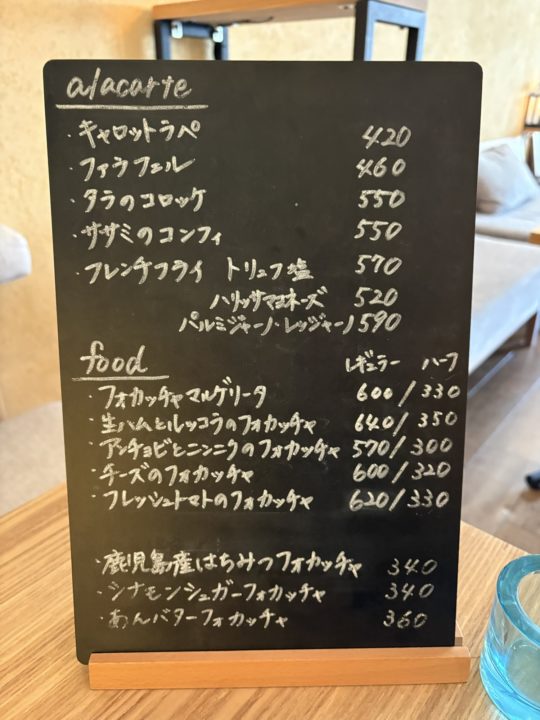 alacarte
・キャロットラペ 420
・ファラフェル 460
・タラのコロッケ 550
・ササミのコンフィ 550
・フレンチフライ トリュフ塩 570
ハリッサマヨネーズ 520
パルミジャーノ・レッジャーノ 590
food レギュラー ハーフ
・フォカッチャマルゲリータ 600/330
・生ハムとルッコラのフォカッチャ 640/350
・アンチョビとニンニクのフォカッチャ 570/300
・チーズのフォカッチャ 600/320
・フレッシュトマトのフォカッチャ 620/330
・鹿児島産はちみつフォカッチャ 340
・シナモンシュガーフォカッチャ 340
・あんバターフォカッチャ 360